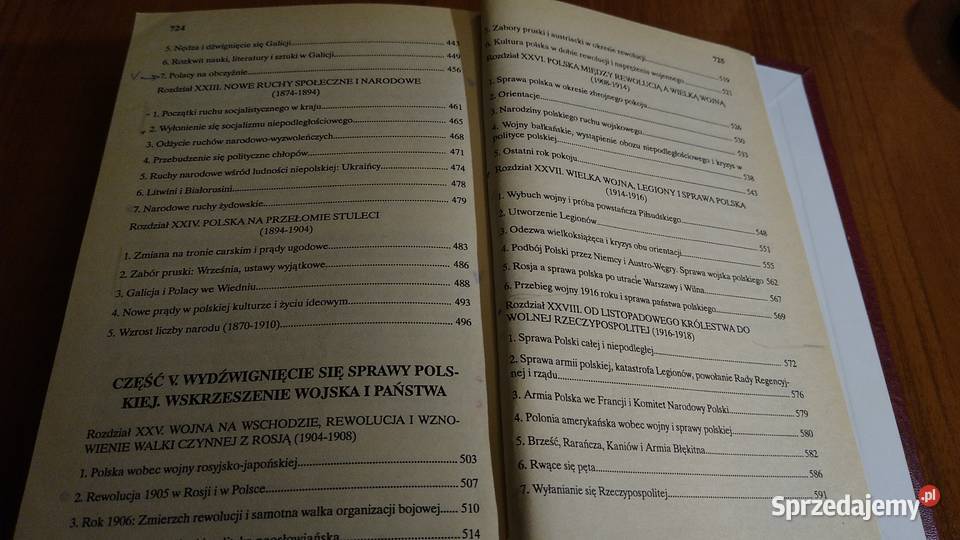 724
5. Nędza i dźwignięcie się Galicji 443
6. Rozkwit nauki, literatury i sztuki w Galicji 449
7. Polacy na obczyźnie 456
Rozdział XXIII. NOWE RUCHY SPOŁECZNE I NARODOWE
(1874-1894)
1. Początki ruchu socjalistycznego w kraju 461
2. Wyłonienie się socjalizmu niepodległościowego 465
3. Odżycie ruchów narodowo-wyzwoleńczych 468
4. Przebudzenie się polityczne chłopów 471
5. Ruchy narodowe wśród ludności niepolskiej: Ukraińcy 474
6. Litwini i Białorusini 478
7. Narodowe ruchy żydowskie 479
Rozdział XXIV. POLSKA NA PRZEŁOMIE STULECI
(1894-1904)
1. Zmiana na tronie carskim i prądy ugodowe 483
2. Zabór pruski: Września, ustawy wyjątkowe 486
3. Galicja i Polacy we Wiedniu 488
4. Nowe prądy w polskiej kulturze i życiu ideowym 493
5. Wzrost liczby narodu (1870-1910) 496
CZĘŚĆ V. WYDŹWIGNIĘCIE SIĘ SPRAWY POLS-
KIEJ. WSKRZESZENIE WOJSKA I PAŃSTWA
Rozdział XXV. WOJNA NA WSCHODZIE, REWOLUCJA I WZNO-
WIENIE WALKI CZYNNEJ Z ROSJĄ (1904-1908)
1. Polska wobec wojny rosyjsko-japońskiej 503
2. Rewolucja 1905 w Rosji i w Polsce 507
3. Rok 1906: Zmierzch rewolucji i samotna walka organizacji bojowej 510
514
725
5. Zabory pruski i austriacki w okresie rewolucji 519
6. Kultura polska w dobie rewolucji i napięcia wojennego 521
Rozdział XXVI. POLSKA MIĘDZY REWOLUCJĄ A WIELKĄ WOJNĄ
(1908-1914)
1. Sprawa polska w okresie zbrojnego pokoju 526
2. Orientacje 530
3. Narodziny polskiego ruchu wojskowego 533
4. Wojny bałkańskie, wystąpienie obozu niepodległościowego i kryzys w
polityce polskiej 538
5. Ostatni rok pokoju 543
Rozdział XXVII. WIELKA WOJNA, LEGIONY I SPRAWA POLSKA
(1914-1916)
1. Wybuch wojny i próba powstańcza Piłsudskiego 548
2. Utworzenie Legionów 551
3. Odezwa wielkoksiążęca i kryzys obu orientacji 555
4. Podbój Polski przez Niemcy i Austro-Węgry. Sprawa wojska polskiego 562
5. Rosja a sprawa polska po utracie Warszawy i Wilna 567
6. Przebieg wojny 1916 roku i sprawa państwa polskiego 569
Rozdział XXVIII. OD LISTOPADOWEGO KRÓLESTWA DO
WOLNEJ RZECZYPOSPOLITEJ (1916-1918)
1. Sprawa Polski całej i niepodległej 572
2. Sprawa armii polskiej, katastrofa Legionów, powołanie Rady Regencyj-
nej i rządu 576
3. Armia Polska we Francji i Komitet Narodowy Polski 579
4. Polonia amerykańska wobec wojny i sprawy polskiej 580
5. Brześć, Rarańcza, Kaniów i Armia Błękitna 582
6. Rwące się pęta 586
7. Wyłanianie się Rzeczypospolitej 591
Sprzedajemy.pl